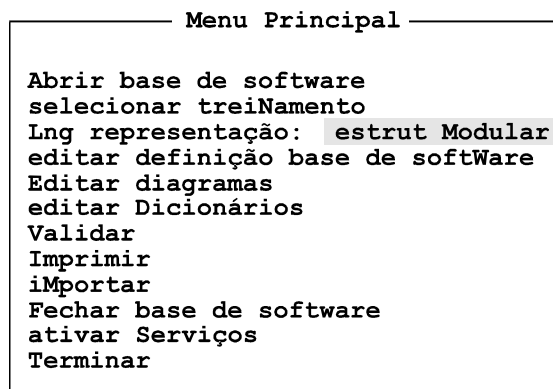 Menu Principal
Abrir base de software
selecionar treiNamento
Lng representação: estrut Modular
editar definição base de softWare
Editar diagramas
editar Dicionários
Validar
Imprimir
iMportar
Fechar base de software
ativar Serviços
Terminar